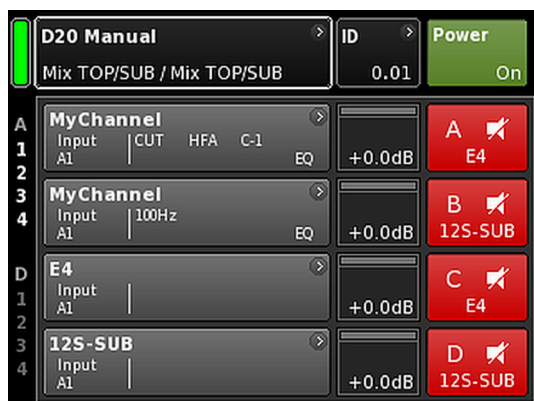 D20 Manual
Mix TOP/SUB / Mix TOP/SUB
ID
0.01
Power
On
A
1
2
3
4
D
1
2
3
4
MyChannel
Input
A1
CUT HFA C-1
EQ
+0.0dB
A
E4
MyChannel
Input
A1
100Hz
EQ
+0.0dB
B
12S-SUB
E4
Input
A1
+0.0dB
C
E4
12S-SUB
Input
A1
+0.0dB
D
12S-SUB